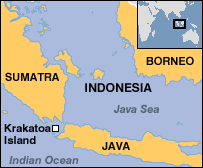 BORNEO
SUMATRA
INDONESIA
Java Sea
Krakatoa
Island
JAVA
Indian Ocean